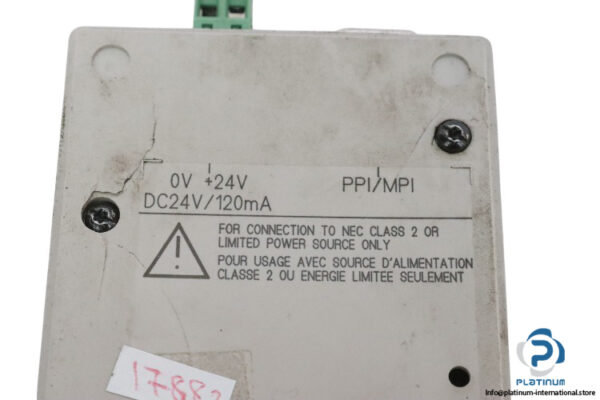 0V +24V PPI/MPI
DC24V/120mA
FOR CONNECTION TO NEC CLASS 2 OR
LIMITED POWER SOURCE ONLY
POUR USAGE AVEC SOURCE D'ALIMENTATION
CLASSE 2 OU ENERGIE LIMITEE SEULEMENT
!
PLATINUM
Info@platinum-international.store